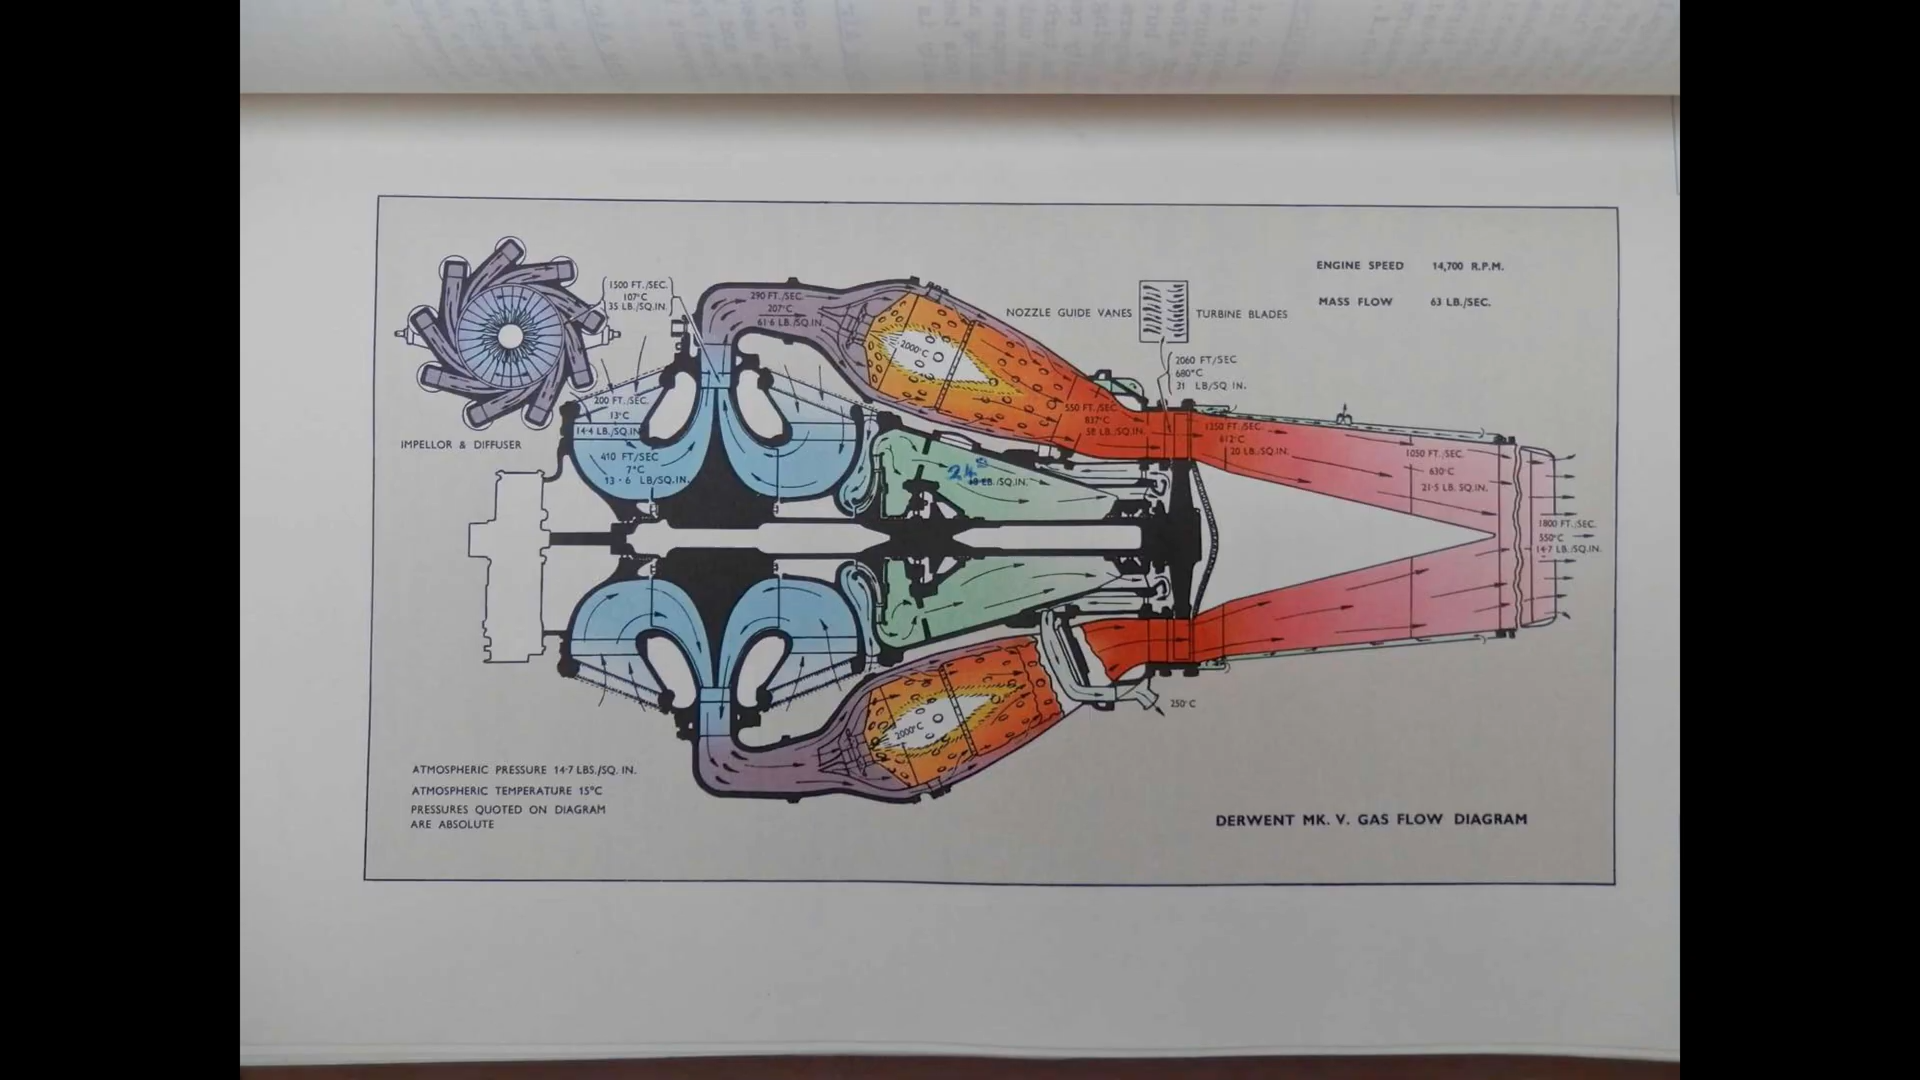 ENGINE SPEED 14,700 R.P.M.
MASS FLOW 63 LB./SEC.
1500 FT./SEC.
107°C
35 LB./SQ.IN.
290 FT./SEC.
207°C
61·6 LB./SQ.IN.
NOZZLE GUIDE VANES
TURBINE BLADES
2000°C
2060 FT/SEC
680°C
31 LB/SQ IN.
IMPELLOR & DIFFUSER
200 FT./SEC.
13°C
14·4 LB./SQ.IN
410 FT/SEC
7°C
13·6 LB/SQ.IN.
550 FT./SEC.
837°C
58 LB./SQ.IN.
1250 FT./SEC.
612°C
20 LB./SQ.IN.
1050 FT./SEC.
630°C
21·5 LB. SQ.IN.
24·5
LB./SQ.IN.
1800 FT./SEC.
550°C
14·7 LB./SQ.IN.
2000°C
250°C
ATMOSPHERIC PRESSURE 14·7 LBS./SQ. IN.
ATMOSPHERIC TEMPERATURE 15°C
PRESSURES QUOTED ON DIAGRAM
ARE ABSOLUTE
DERWENT MK. V. GAS FLOW DIAGRAM